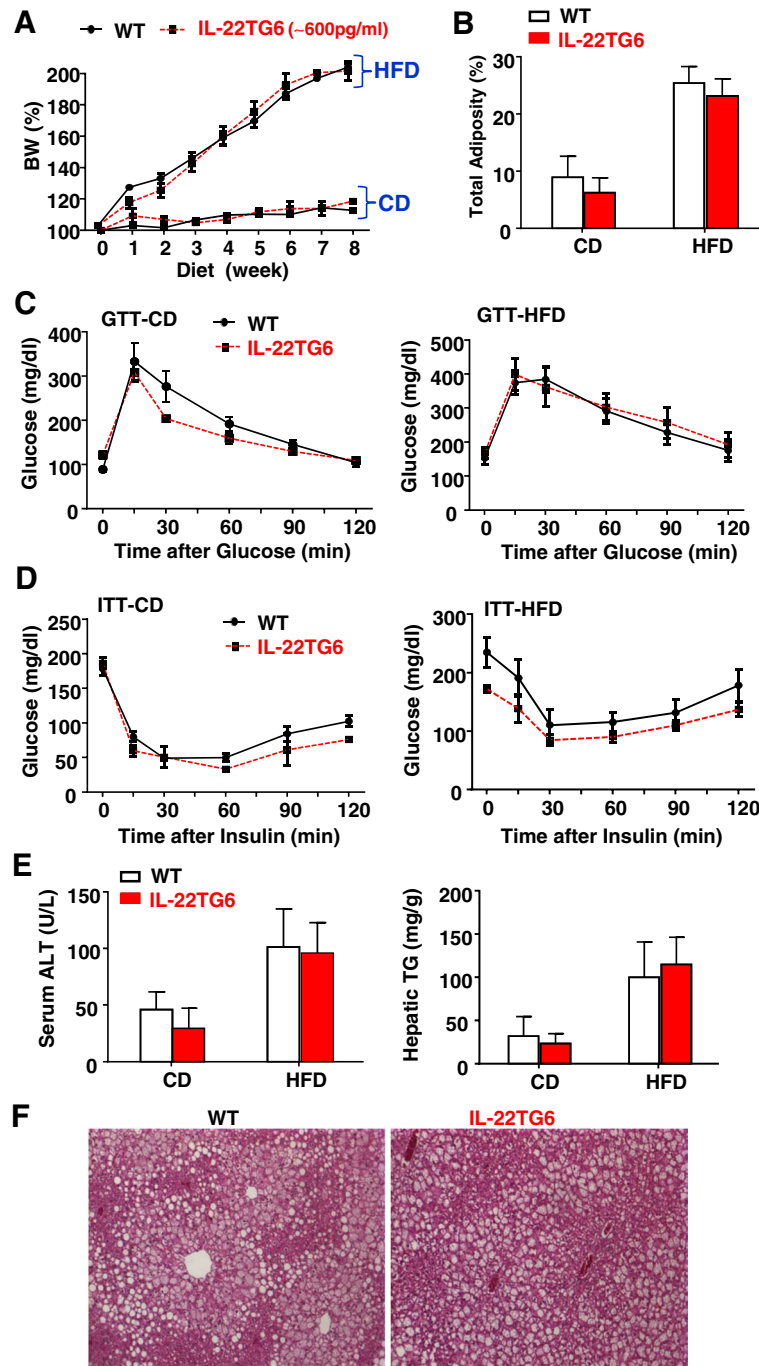 A
WT
IL-22TG6 (~600pg/ml)
BW (%)
200
180
160
140
120
100
HFD
CD
0 1 2 3 4 5 6 7 8
Diet (week)
B
WT
IL-22TG6
Total Adiposity (%)
30
20
10
0
CD HFD
C
GTT-CD
WT
IL-22TG6
Glucose (mg/dl)
400
300
200
100
0
0 30 60 90 120
Time after Glucose (min)
GTT-HFD
Glucose (mg/dl)
500
400
300
200
100
0
0 30 60 90 120
Time after Glucose (min)
D
ITT-CD
WT
IL-22TG6
Glucose (mg/dl)
250
200
150
100
50
0
0 30 60 90 120
Time after Insulin (min)
ITT-HFD
Glucose (mg/dl)
300
200
100
0
0 30 60 90 120
Time after Insulin (min)
E
WT
IL-22TG6
Serum ALT (U/L)
150
100
50
0
CD HFD
Hepatic TG (mg/g)
200
150
100
50
0
CD HFD
F
WT IL-22TG6